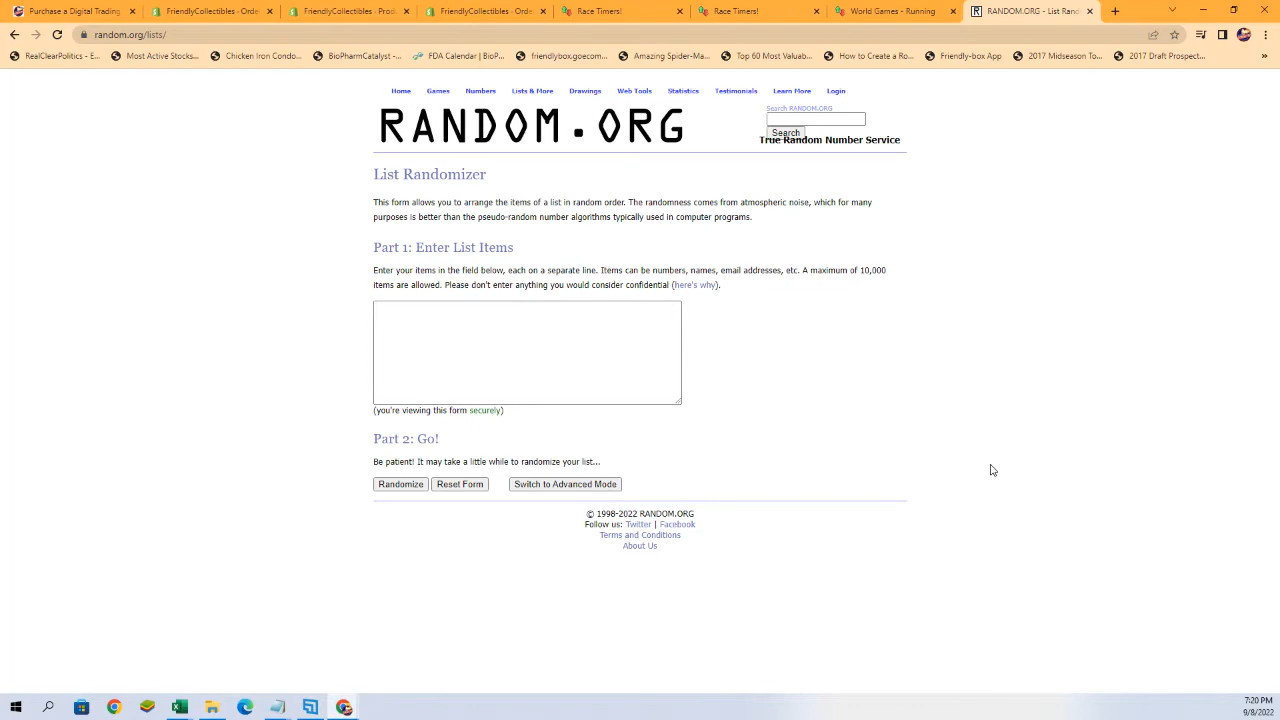 Purchase a Digital Trading
FriendlyCollectibles · Orde
FriendlyCollectibles · Prod
FriendlyCollectibles · Orde
Race Timers!
Race Timers!
World Games - Running
RANDOM.ORG - List Rand
random.org/lists/
RealClearPolitics - E...
Most Active Stocks...
Chicken Iron Condo...
BioPharmCatalyst -...
FDA Calendar | BioP...
friendlybox.goecom...
Amazing Spider-Ma...
Top 60 Most Valuab...
How to Create a Ro...
Friendly-box App
2017 Midseason To...
2017 Draft Prospect...
»
Home
Games
Numbers
Lists & More
Drawings
Web Tools
Statistics
Testimonials
Learn More
Login
RANDOM.ORG
Search RANDOM.ORG
Search
True Random Number Service
List Randomizer
This form allows you to arrange the items of a list in random order. The randomness comes from atmospheric noise, which for many
purposes is better than the pseudo-random number algorithms typically used in computer programs.
Part 1: Enter List Items
Enter your items in the field below, each on a separate line. Items can be numbers, names, email addresses, etc. A maximum of 10,000
items are allowed. Please don't enter anything you would consider confidential (here's why).
(you're viewing this form securely)
Part 2: Go!
Be patient! It may take a little while to randomize your list...
Randomize
Reset Form
Switch to Advanced Mode
© 1998-2022 RANDOM.ORG
Follow us: Twitter | Facebook
Terms and Conditions
About Us
7:20 PM
9/8/2022